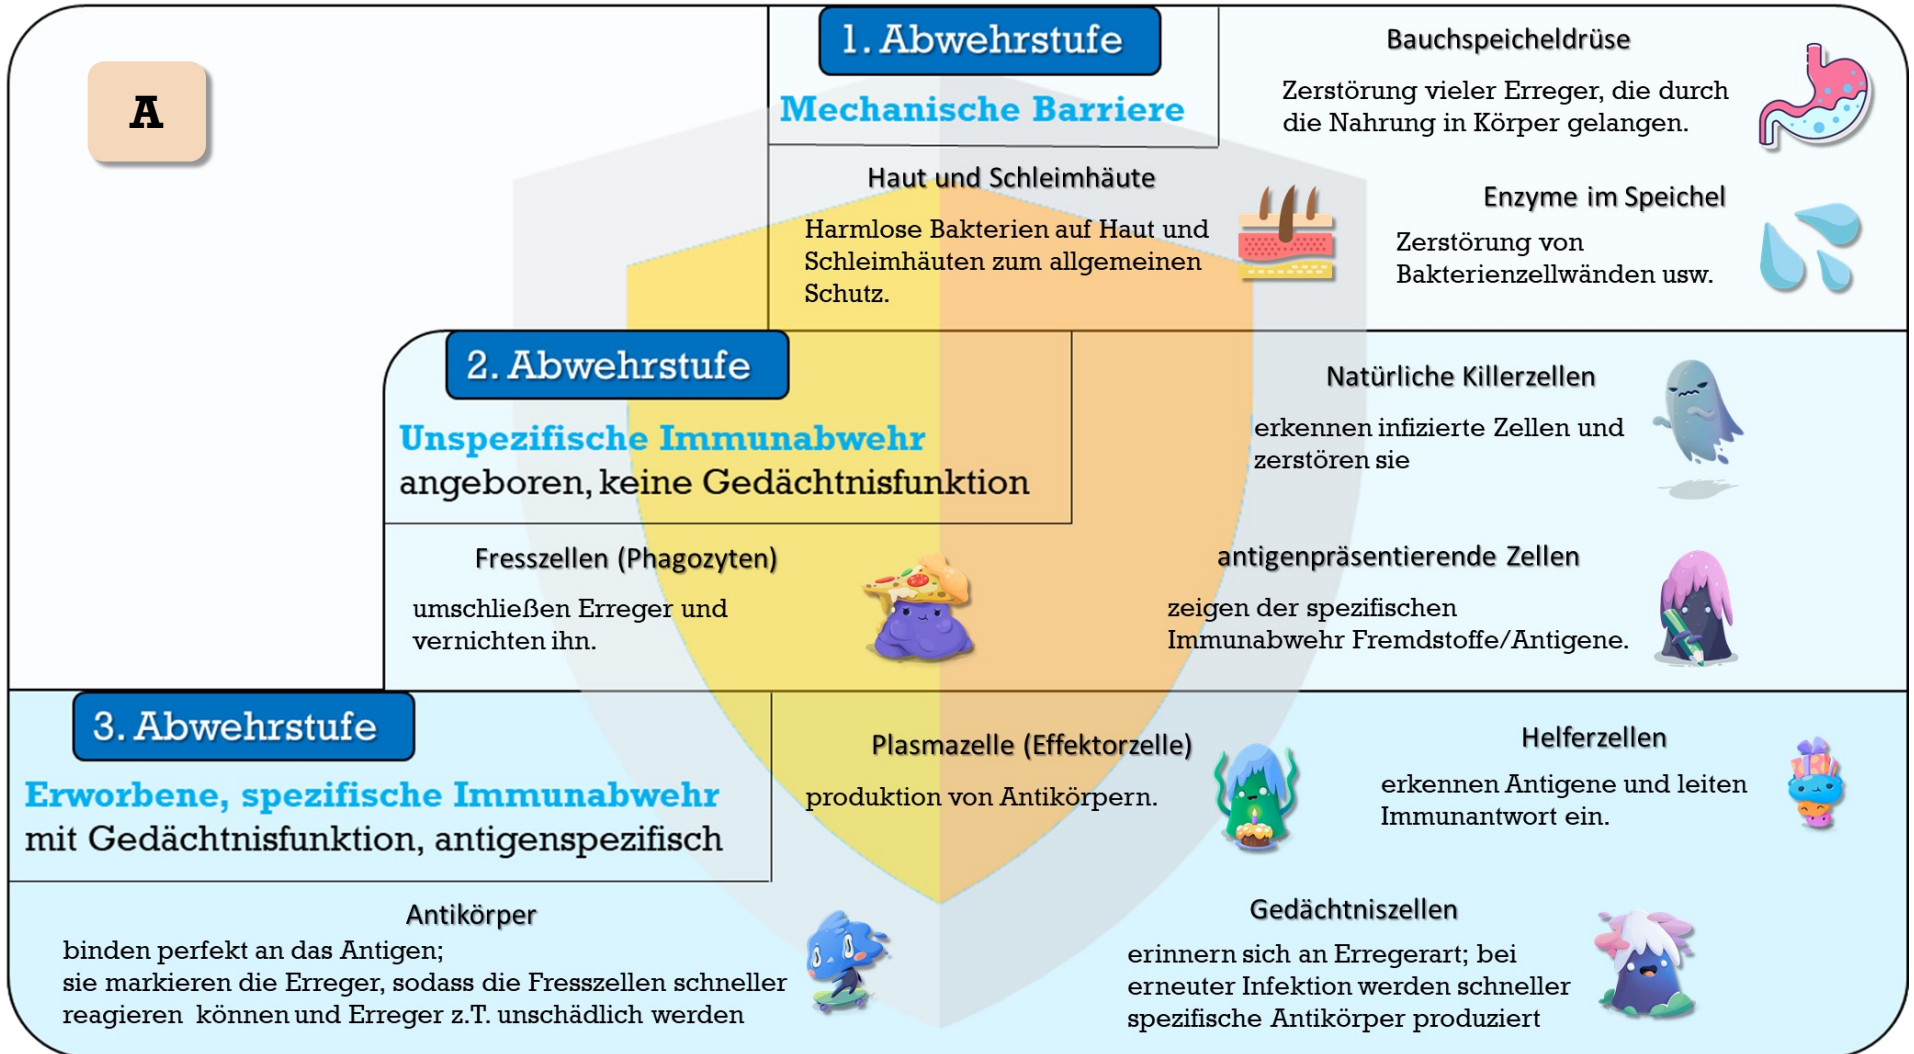 A
1. Abwehrstufe
Mechanische Barriere
Bauchspeicheldrüse
Zerstörung vieler Erreger, die durch
die Nahrung in Körper gelangen.
Haut und Schleimhäute
Harmlose Bakterien auf Haut und
Schleimhäuten zum allgemeinen
Schutz.
Enzyme im Speichel
Zerstörung von
Bakterienzellwänden usw.
2. Abwehrstufe
Unspezifische Immunabwehr
angeboren, keine Gedächtnisfunktion
Natürliche Killerzellen
erkennen infizierte Zellen und
zerstören sie
Fresszellen (Phagozyten)
umschließen Erreger und
vernichten ihn.
antigenpräsentierende Zellen
zeigen der spezifischen
Immunabwehr Fremdstoffe/Antigene.
3. Abwehrstufe
Erworbene, spezifische Immunabwehr
mit Gedächtnisfunktion, antigenspezifisch
Plasmazelle (Effektorzelle)
produktion von Antikörpern.
Helferzellen
erkennen Antigene und leiten
Immunantwort ein.
Antikörper
binden perfekt an das Antigen;
sie markieren die Erreger, sodass die Fresszellen schneller
reagieren können und Erreger z.T. unschädlich werden
Gedächtniszellen
erinnern sich an Erregerart; bei
erneuter Infektion werden schneller
spezifische Antikörper produziert